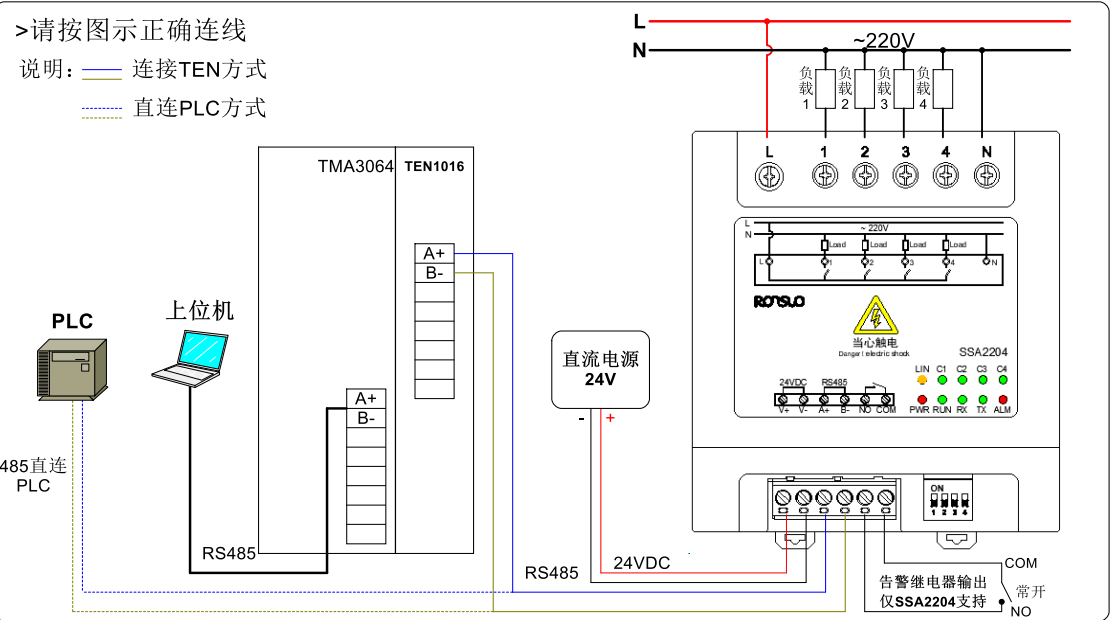 >请按图示正确连线
说明:
连接TEN方式
直连PLC方式
L
N
~220V
负载1
负载2
负载3
负载4
L 1 2 3 4 N
TMA3064
TEN1016
A+
B-
PLC
上位机
A+
B-
485直连
PLC
RS485
直流电源
24V
- +
24VDC
RS485
L
N
~ 220V
Load Load Load Load
L 1 2 3 4 N
RONSLO
当心触电
Danger! electric shock
SSA2204
LIN C1 C2 C3 C4
PWR RUN RX TX ALM
24VDC RS485
V+ V- A+ B- NO COM
ON
1 2 3 4
告警继电器输出
仅SSA2204支持
COM
常开
NO